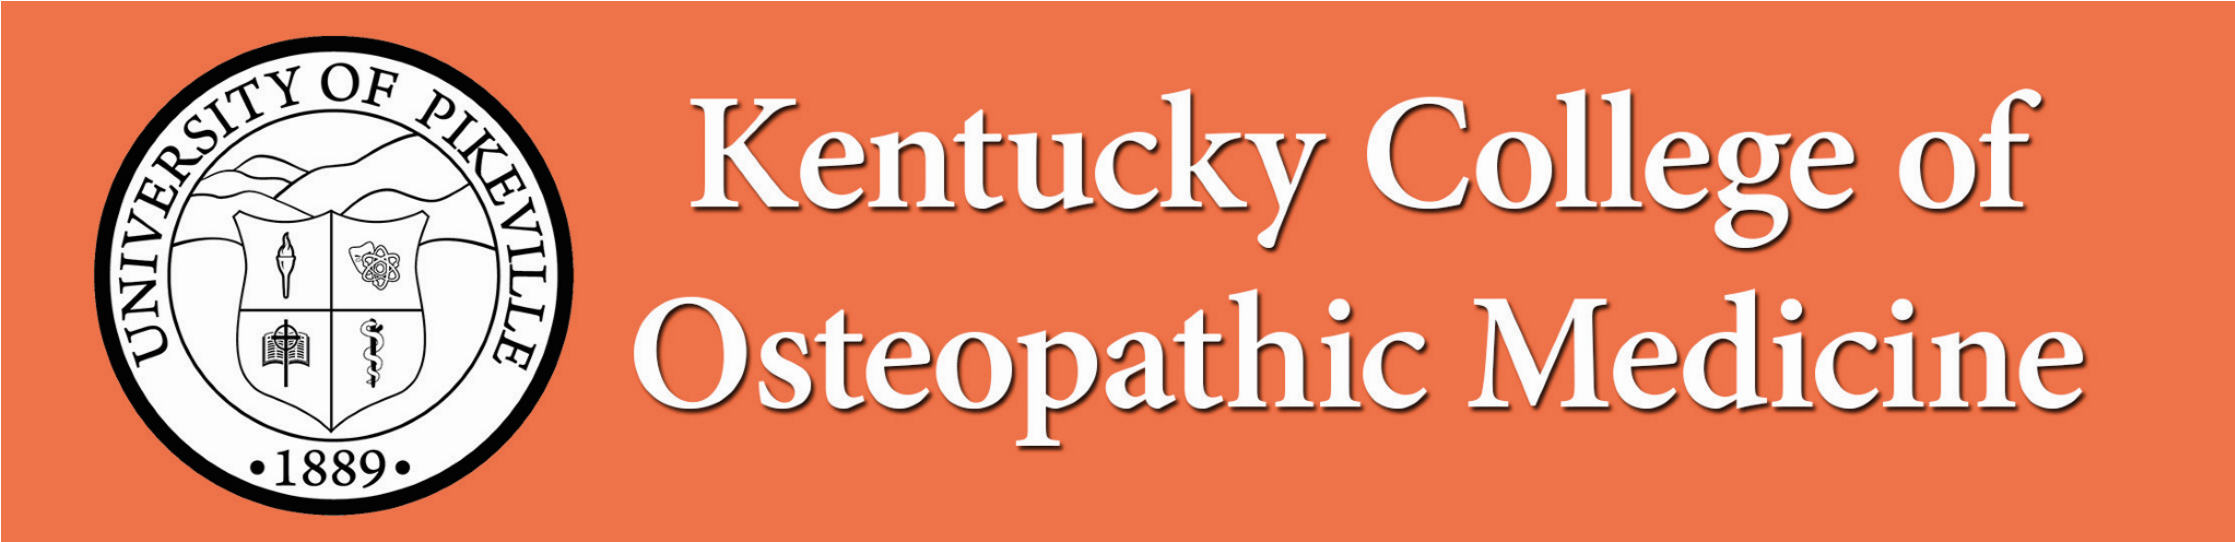 UNIVERSITY OF PIKEVILLE
• 1889 •
Kentucky College of
Osteopathic Medicine